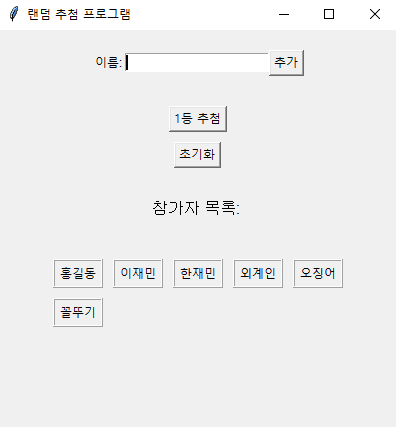 랜덤 추첨 프로그램
이름: 추가
1등 추첨
초기화
참가자 목록:
홍길동 이재민 한재민 외계인 오징어
꼴뚜기